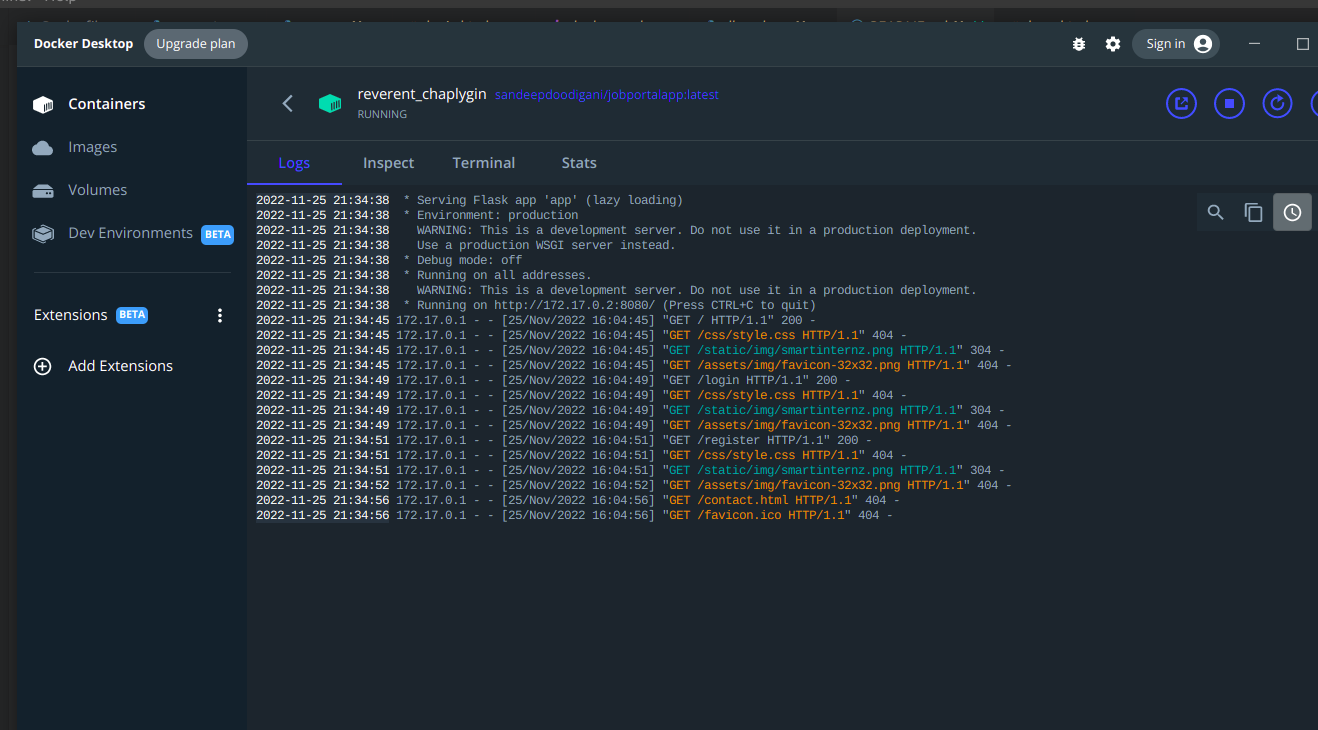 Docker Desktop
Upgrade plan
Sign in
Containers
Images
Volumes
Dev Environments BETA
Extensions BETA
Add Extensions
reverent_chaplygin sandeepdoodigani/jobportalapp:latest
RUNNING
Logs Inspect Terminal Stats
2022-11-25 21:34:38 * Serving Flask app 'app' (lazy loading)
2022-11-25 21:34:38 * Environment: production
2022-11-25 21:34:38 WARNING: This is a development server. Do not use it in a production deployment.
2022-11-25 21:34:38 Use a production WSGI server instead.
2022-11-25 21:34:38 * Debug mode: off
2022-11-25 21:34:38 * Running on all addresses.
2022-11-25 21:34:38 WARNING: This is a development server. Do not use it in a production deployment.
2022-11-25 21:34:38 * Running on http://172.17.0.2:8080/ (Press CTRL+C to quit)
2022-11-25 21:34:45 172.17.0.1 - - [25/Nov/2022 16:04:45] "GET / HTTP/1.1" 200 -
2022-11-25 21:34:45 172.17.0.1 - - [25/Nov/2022 16:04:45] "GET /css/style.css HTTP/1.1" 404 -
2022-11-25 21:34:45 172.17.0.1 - - [25/Nov/2022 16:04:45] "GET /static/img/smartinternz.png HTTP/1.1" 304 -
2022-11-25 21:34:45 172.17.0.1 - - [25/Nov/2022 16:04:45] "GET /assets/img/favicon-32x32.png HTTP/1.1" 404 -
2022-11-25 21:34:49 172.17.0.1 - - [25/Nov/2022 16:04:49] "GET /login HTTP/1.1" 200 -
2022-11-25 21:34:49 172.17.0.1 - - [25/Nov/2022 16:04:49] "GET /css/style.css HTTP/1.1" 404 -
2022-11-25 21:34:49 172.17.0.1 - - [25/Nov/2022 16:04:49] "GET /static/img/smartinternz.png HTTP/1.1" 304 -
2022-11-25 21:34:49 172.17.0.1 - - [25/Nov/2022 16:04:49] "GET /assets/img/favicon-32x32.png HTTP/1.1" 404 -
2022-11-25 21:34:51 172.17.0.1 - - [25/Nov/2022 16:04:51] "GET /register HTTP/1.1" 200 -
2022-11-25 21:34:51 172.17.0.1 - - [25/Nov/2022 16:04:51] "GET /css/style.css HTTP/1.1" 404 -
2022-11-25 21:34:51 172.17.0.1 - - [25/Nov/2022 16:04:51] "GET /static/img/smartinternz.png HTTP/1.1" 304 -
2022-11-25 21:34:52 172.17.0.1 - - [25/Nov/2022 16:04:52] "GET /assets/img/favicon-32x32.png HTTP/1.1" 404 -
2022-11-25 21:34:56 172.17.0.1 - - [25/Nov/2022 16:04:56] "GET /contact.html HTTP/1.1" 404 -
2022-11-25 21:34:56 172.17.0.1 - - [25/Nov/2022 16:04:56] "GET /favicon.ico HTTP/1.1" 404 -